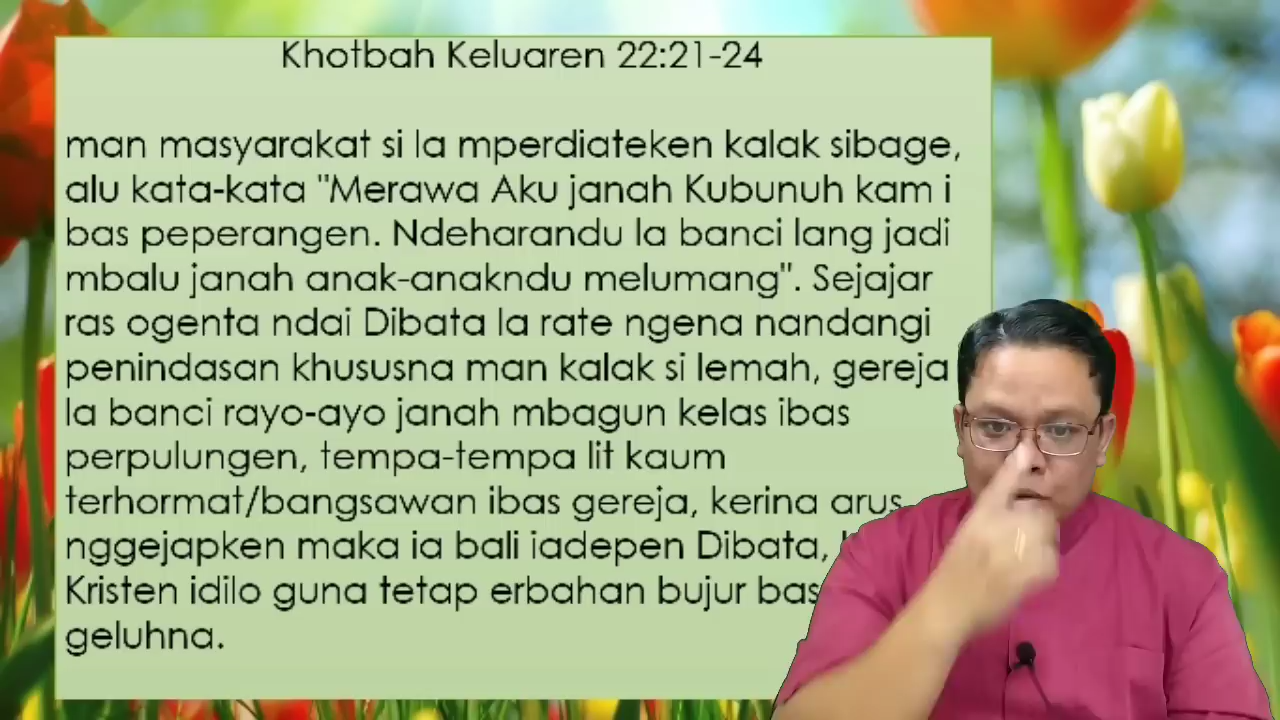 Khotbah Keluaren 22:21-24
man masyarakat si la mperdiateken kalak sibage,
alu kata-kata "Merawa Aku janah Kubunuh kam i
bas peperangen. Ndeharandu la banci lang jadi
mbalu janah anak-anakndu melumang". Sejajar
ras ogenta ndai Dibata la rate ngena nandangi
penindasan khususna man kalak si lemah, gereja
la banci rayo-ayo janah mbagun kelas ibas
perpulungen, tempa-tempa lit kaum
terhormat/bangsawan ibas gereja, kerina arus
nggejapken maka ia bali iadepen Dibata,
Kristen idilo guna tetap erbahan bujur bas
geluhna.